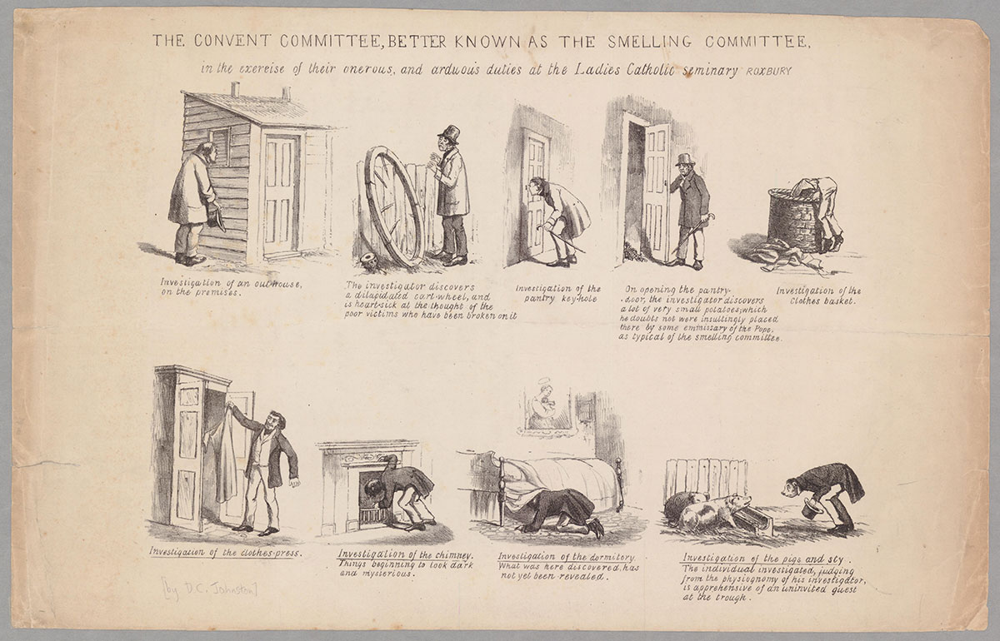 THE CONVENT COMMITTEE, BETTER KNOWN AS THE SMELLING COMMITTEE,
in the exercise of their onerous, and arduous duties at the Ladies Catholic seminary ROXBURY
Investigation of an out-house,
on the premises.
The investigator discovers
a dilapidated cart-wheel, and
is heart-sick at the thought of the
poor victims who have been broken on it
Investigation of the
pantry key-hole
On opening the pantry-
-door, the investigator discovers
a lot of very small potatoes; which
he doubts not were insultingly placed
there by some emmissary of the Pope,
as typical of the smelling committee.
Investigation of the
Clothes basket.
Investigation of the clothes-press.
Investigation of the chimney.
Things beginning to look dark
and mysterious.
Investigation of the dormitory
What was here discovered, has
not yet been revealed.
Investigation of the pigs and sty.
The individual investigated, judging
from the physiognomy of his investigator,
is apprehensive of an uninvited guest
at the trough.
[by D.C. Johnston]